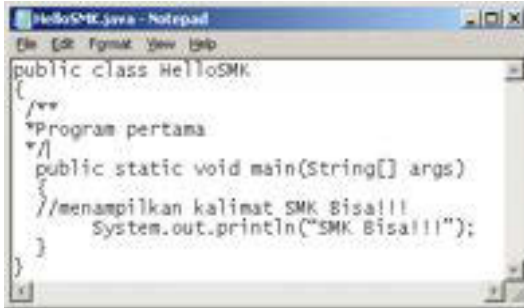 HelloSMK.java - Notepad
File Edit Format View Help
public class HelloSMK
{
/**
*Program pertama
*/
public static void main(String[] args)
{
//menampilkan kalimat SMK Bisa!!!
System.out.println("SMK Bisa!!!");
}
}